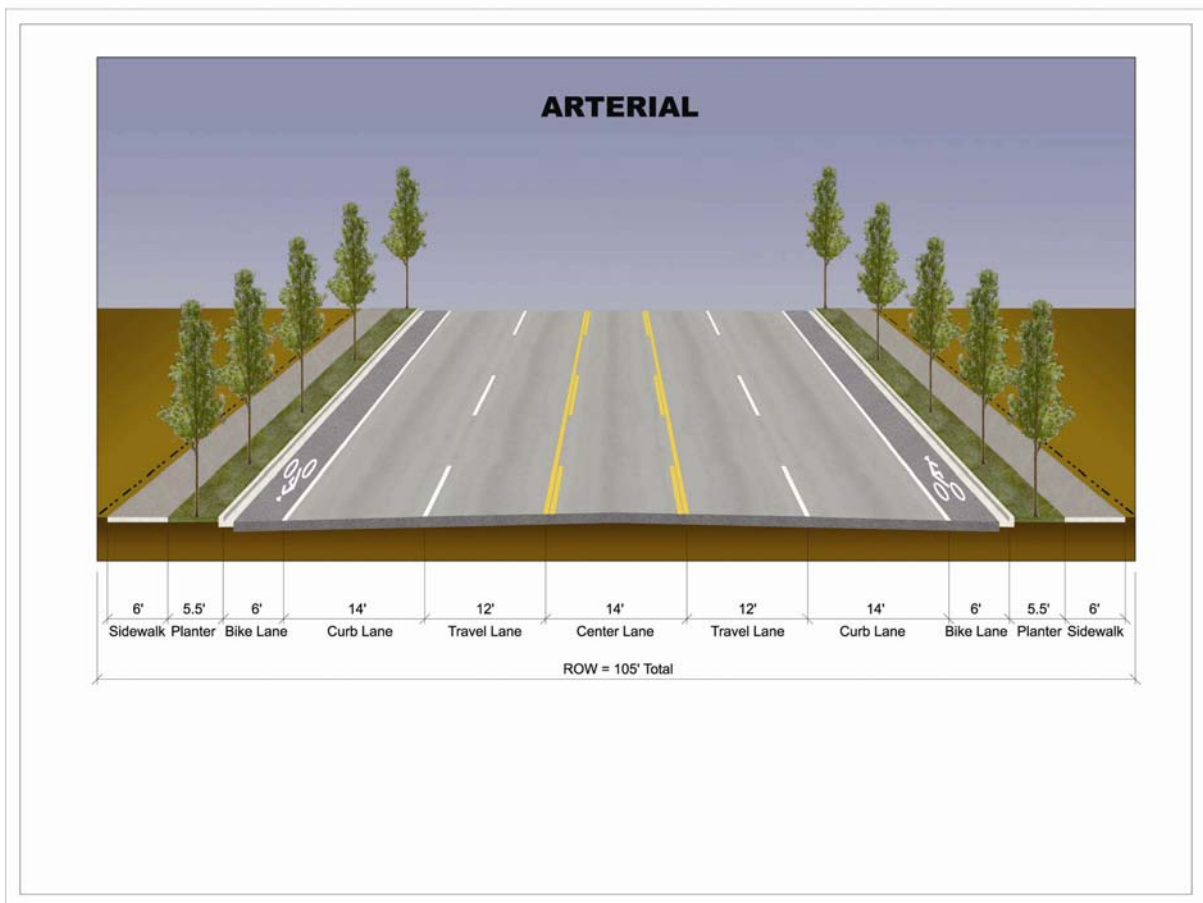 ARTERIAL
6' 5.5' 6' 14' 12' 14' 12' 14' 6' 5.5' 6'
Sidewalk Planter Bike Lane Curb Lane Travel Lane Center Lane Travel Lane Curb Lane Bike Lane Planter Sidewalk
ROW = 105' Total